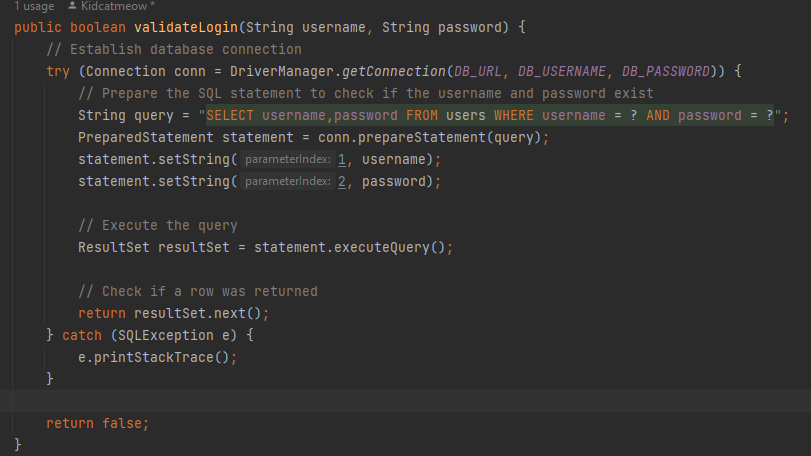 1 usage Kidcatmeow *
public boolean validateLogin(String username, String password) {
// Establish database connection
try (Connection conn = DriverManager.getConnection(DB_URL, DB_USERNAME, DB_PASSWORD)) {
// Prepare the SQL statement to check if the username and password exist
String query = "SELECT username,password FROM users WHERE username = ? AND password = ?";
PreparedStatement statement = conn.prepareStatement(query);
statement.setString( parameterIndex: 1, username);
statement.setString( parameterIndex: 2, password);
// Execute the query
ResultSet resultSet = statement.executeQuery();
// Check if a row was returned
return resultSet.next();
} catch (SQLException e) {
e.printStackTrace();
}
return false;
}